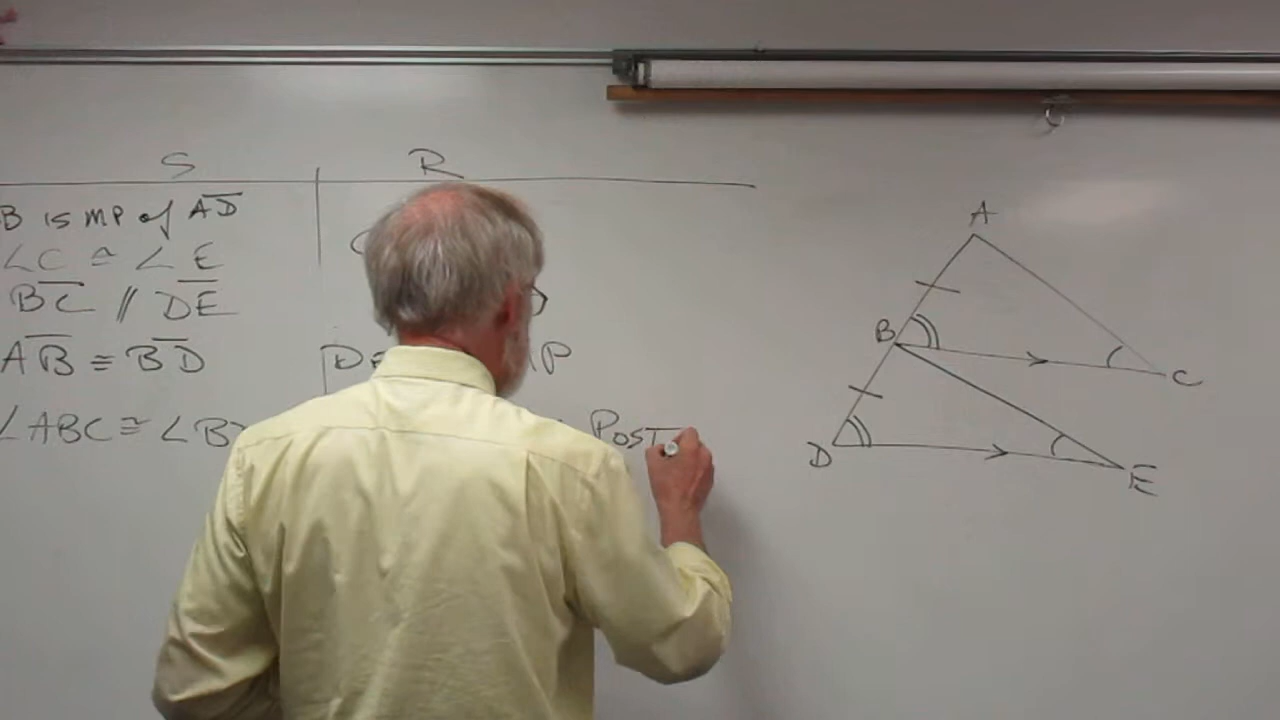 S
R
B is MP of AD
∠C ≅ ∠E
BC // DE
AB ≅ BD
∠ABC ≅ ∠B
POST
A
B
C
D
E